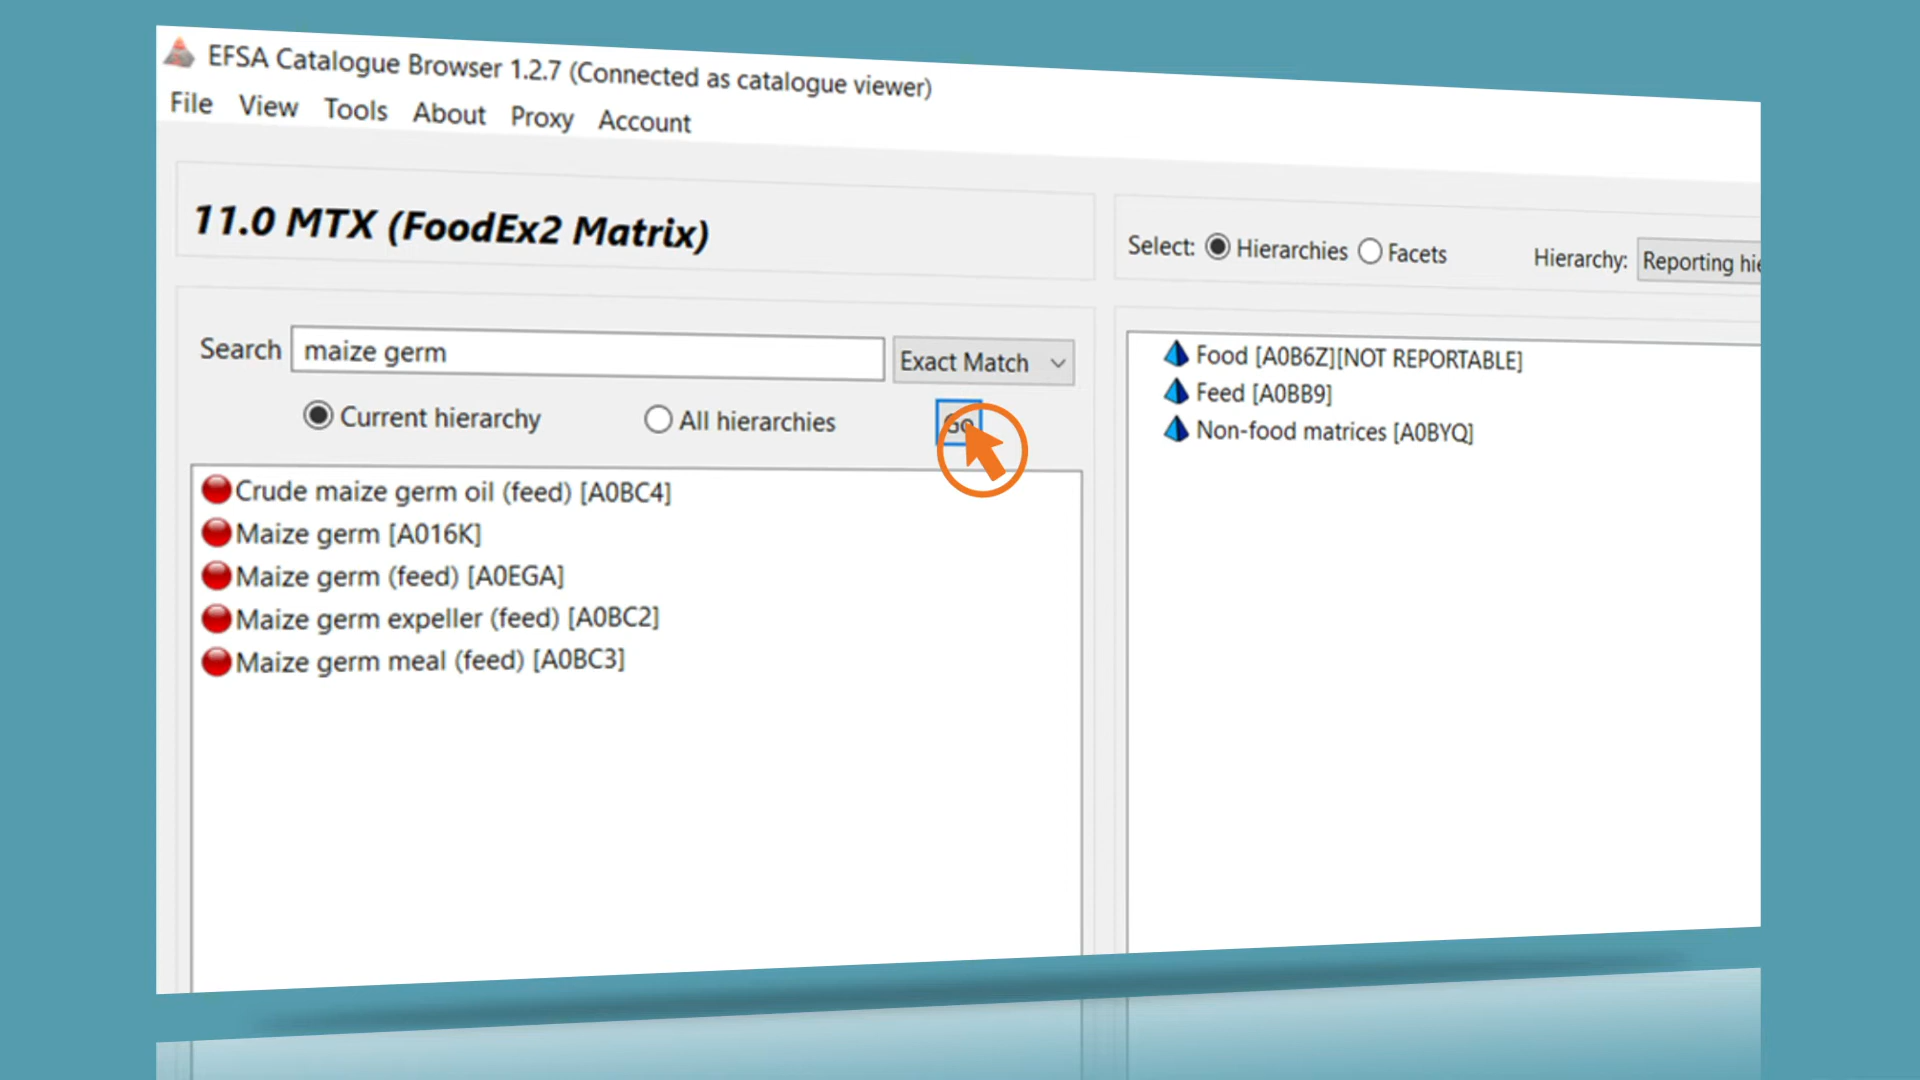 EFSA Catalogue Browser 1.2.7 (Connected as catalogue viewer)
File View Tools About Proxy Account
11.0 MTX (FoodEx2 Matrix)
Search maize germ Exact Match
Current hierarchy All hierarchies Go
Crude maize germ oil (feed) [A0BC4]
Maize germ [A016K]
Maize germ (feed) [A0EGA]
Maize germ expeller (feed) [A0BC2]
Maize germ meal (feed) [A0BC3]
Select: Hierarchies Facets Hierarchy: Reporting hie
Food [A0B6Z][NOT REPORTABLE]
Feed [A0BB9]
Non-food matrices [A0BYQ]